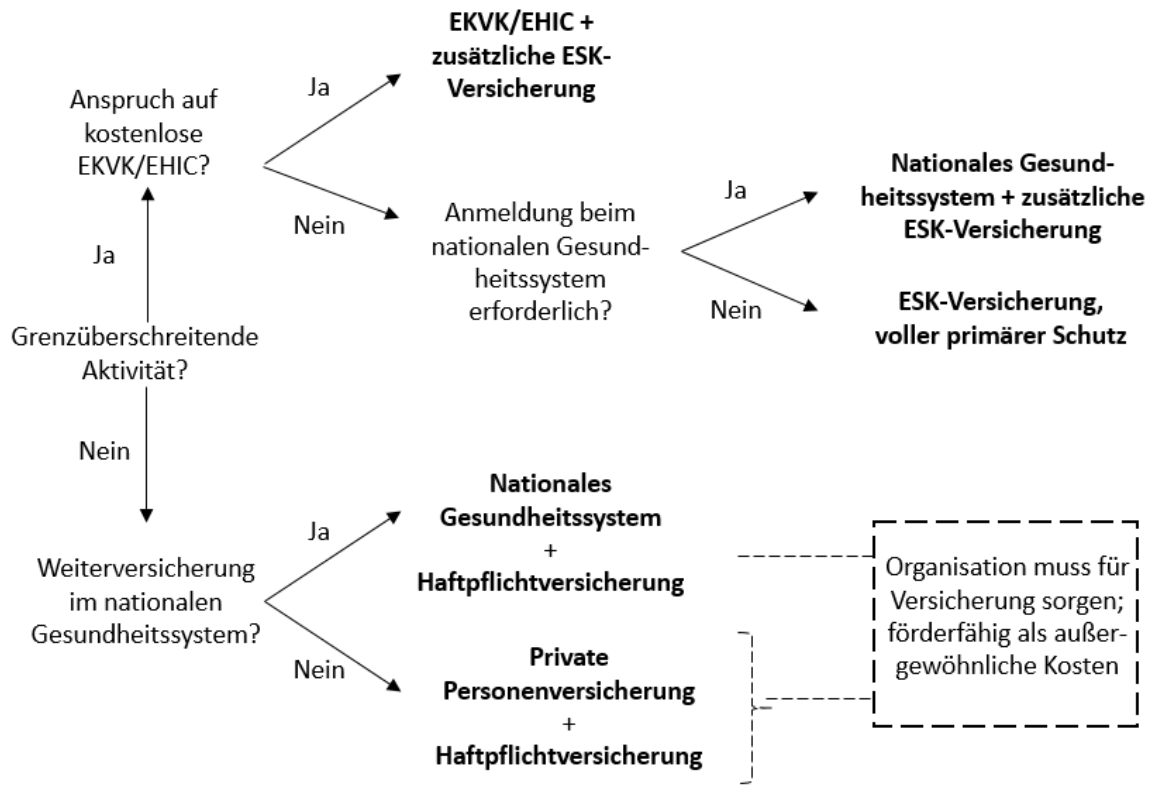 EKVK/EHIC +
zusätzliche ESK-
Versicherung
Ja
Anspruch auf
kostenlose
EKVK/EHIC?
Nein
Anmeldung beim
nationalen Gesund-
heitssystem
erforderlich?
Ja
Nationales Gesund-
heitssystem + zusätzliche
ESK-Versicherung
Nein
ESK-Versicherung,
voller primärer Schutz
Ja
Grenzüberschreitende
Aktivität?
Nein
Weiterversicherung
im nationalen
Gesundheitssystem?
Ja
Nationales
Gesundheitssystem
+
Haftpflichtversicherung
Nein
Private
Personenversicherung
+
Haftpflichtversicherung
Organisation muss für
Versicherung sorgen;
förderfähig als außer-
gewöhnliche Kosten